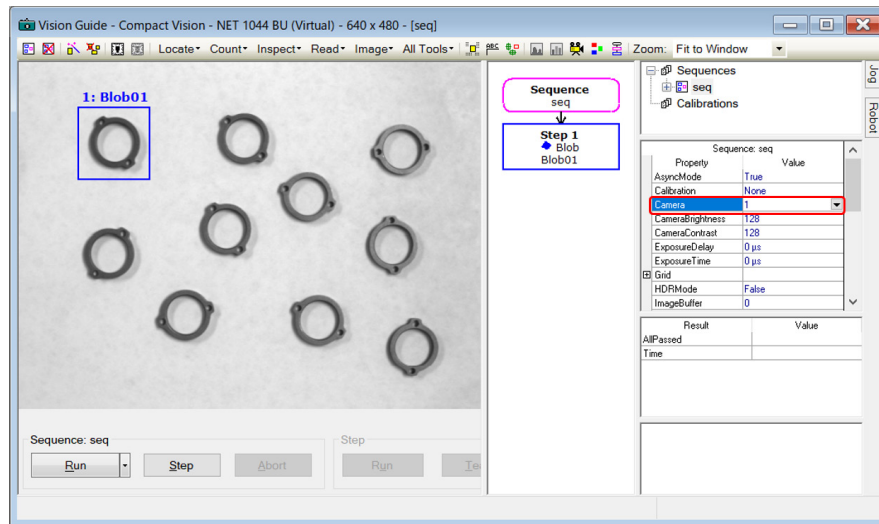 Vision Guide - Compact Vision - NET 1044 BU (Virtual) - 640 x 480 - [seq]
Locate Count Inspect Read Image All Tools ABC Zoom: Fit to Window
1: Blob01
Sequence
seq
Step 1
Blob
Blob01
Sequences
seq
Calibrations
Jog
Robot
Sequence: seq
Property Value
AsyncMode True
Calibration None
Camera 1
CameraBrightness 128
CameraContrast 128
ExposureDelay 0 µs
ExposureTime 0 µs
Grid
HDRMode False
ImageBuffer 0
Result Value
AllPassed
Time
Sequence: seq
Run Step Abort
Step
Run Tea